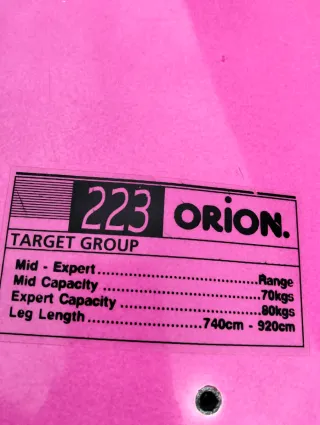 223 ORION.
TARGET GROUP
Mid - Expert..............................Range
Mid Capacity..............................70kgs
Expert Capacity..........................80kgs
Leg Length......................740cm - 920cm